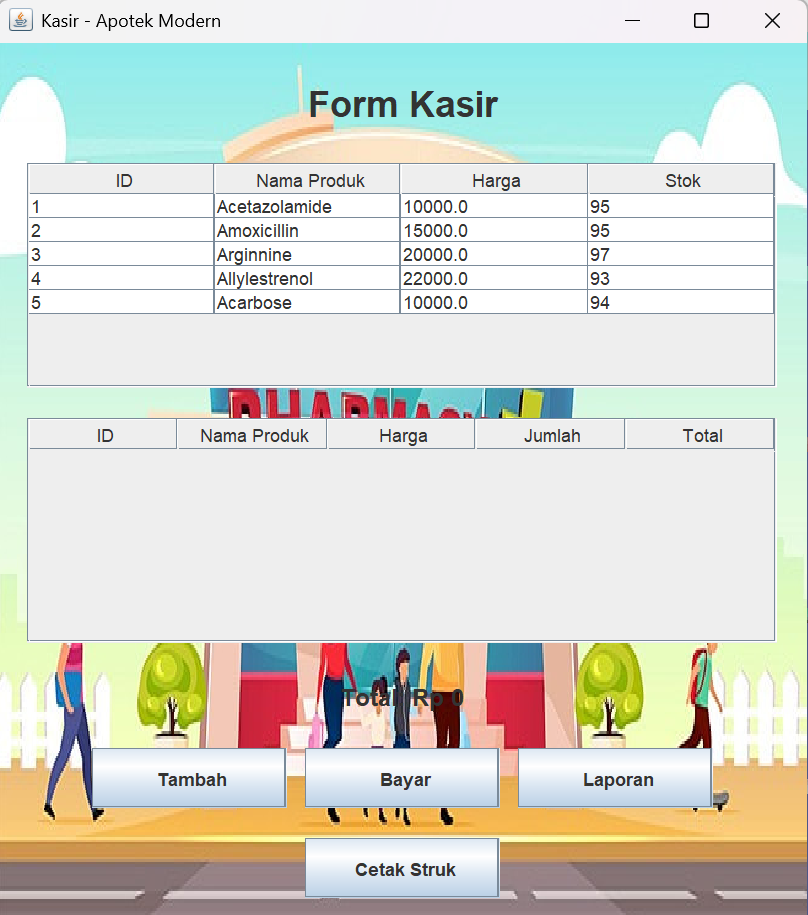 Kasir - Apotek Modern
Form Kasir
ID Nama Produk Harga Stok
1 Acetazolamide 10000.0 95
2 Amoxicillin 15000.0 95
3 Arginnine 20000.0 97
4 Allylestrenol 22000.0 93
5 Acarbose 10000.0 94
PHARMACY
ID Nama Produk Harga Jumlah Total
Total: Rp 0
Tambah Bayar Laporan
Cetak Struk